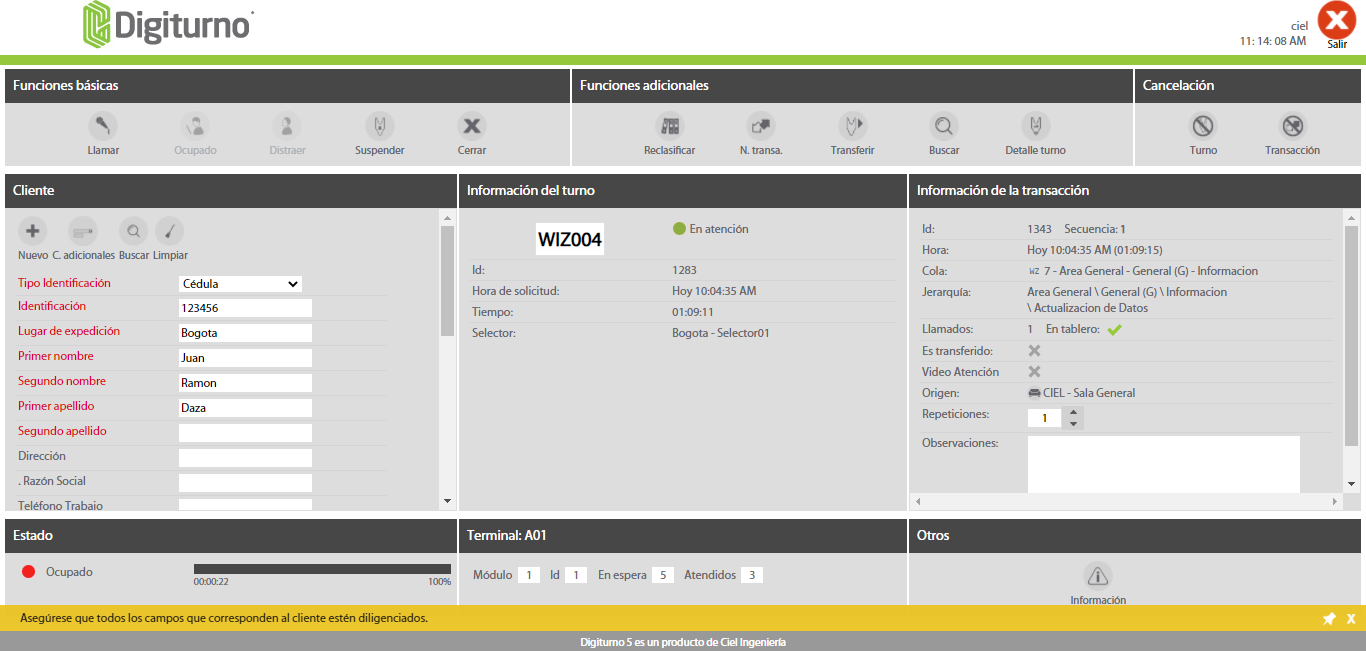 Digiturno
ciel
11: 14: 08 AM
Salir
Funciones básicas
Funciones adicionales
Cancelación
Llamar
Ocupado
Distraer
Suspender
Cerrar
Reclasificar
N. transa.
Transferir
Buscar
Detalle turno
Turno
Transacción
Cliente
Nuevo C. adicionales Buscar Limpiar
Tipo Identificación Cédula
Identificación 123456
Lugar de expedición Bogota
Primer nombre Juan
Segundo nombre Ramon
Primer apellido Daza
Segundo apellido
Dirección
. Razón Social
Teléfono Trabajo
Información del turno
WIZ004
En atención
Id: 1283
Hora de solicitud: Hoy 10:04:35 AM
Tiempo: 01:09:11
Selector: Bogota - Selector01
Información de la transacción
Id: 1343 Secuencia: 1
Hora: Hoy 10:04:35 AM (01:09:15)
Cola: WZ 7 - Area General - General (G) - Informacion
Jerarquía: Area General \ General (G) \ Informacion
\ Actualizacion de Datos
Llamados: 1 En tablero:
Es transferido:
Video Atención
Origen: CIEL - Sala General
Repeticiones: 1
Observaciones:
Estado
Ocupado
00:00:22 100%
Terminal: A01
Módulo 1 Id 1 En espera 5 Atendidos 3
Otros
Información
Asegúrese que todos los campos que corresponden al cliente estén diligenciados.
X
Digiturno 5 es un producto de Ciel Ingeniería